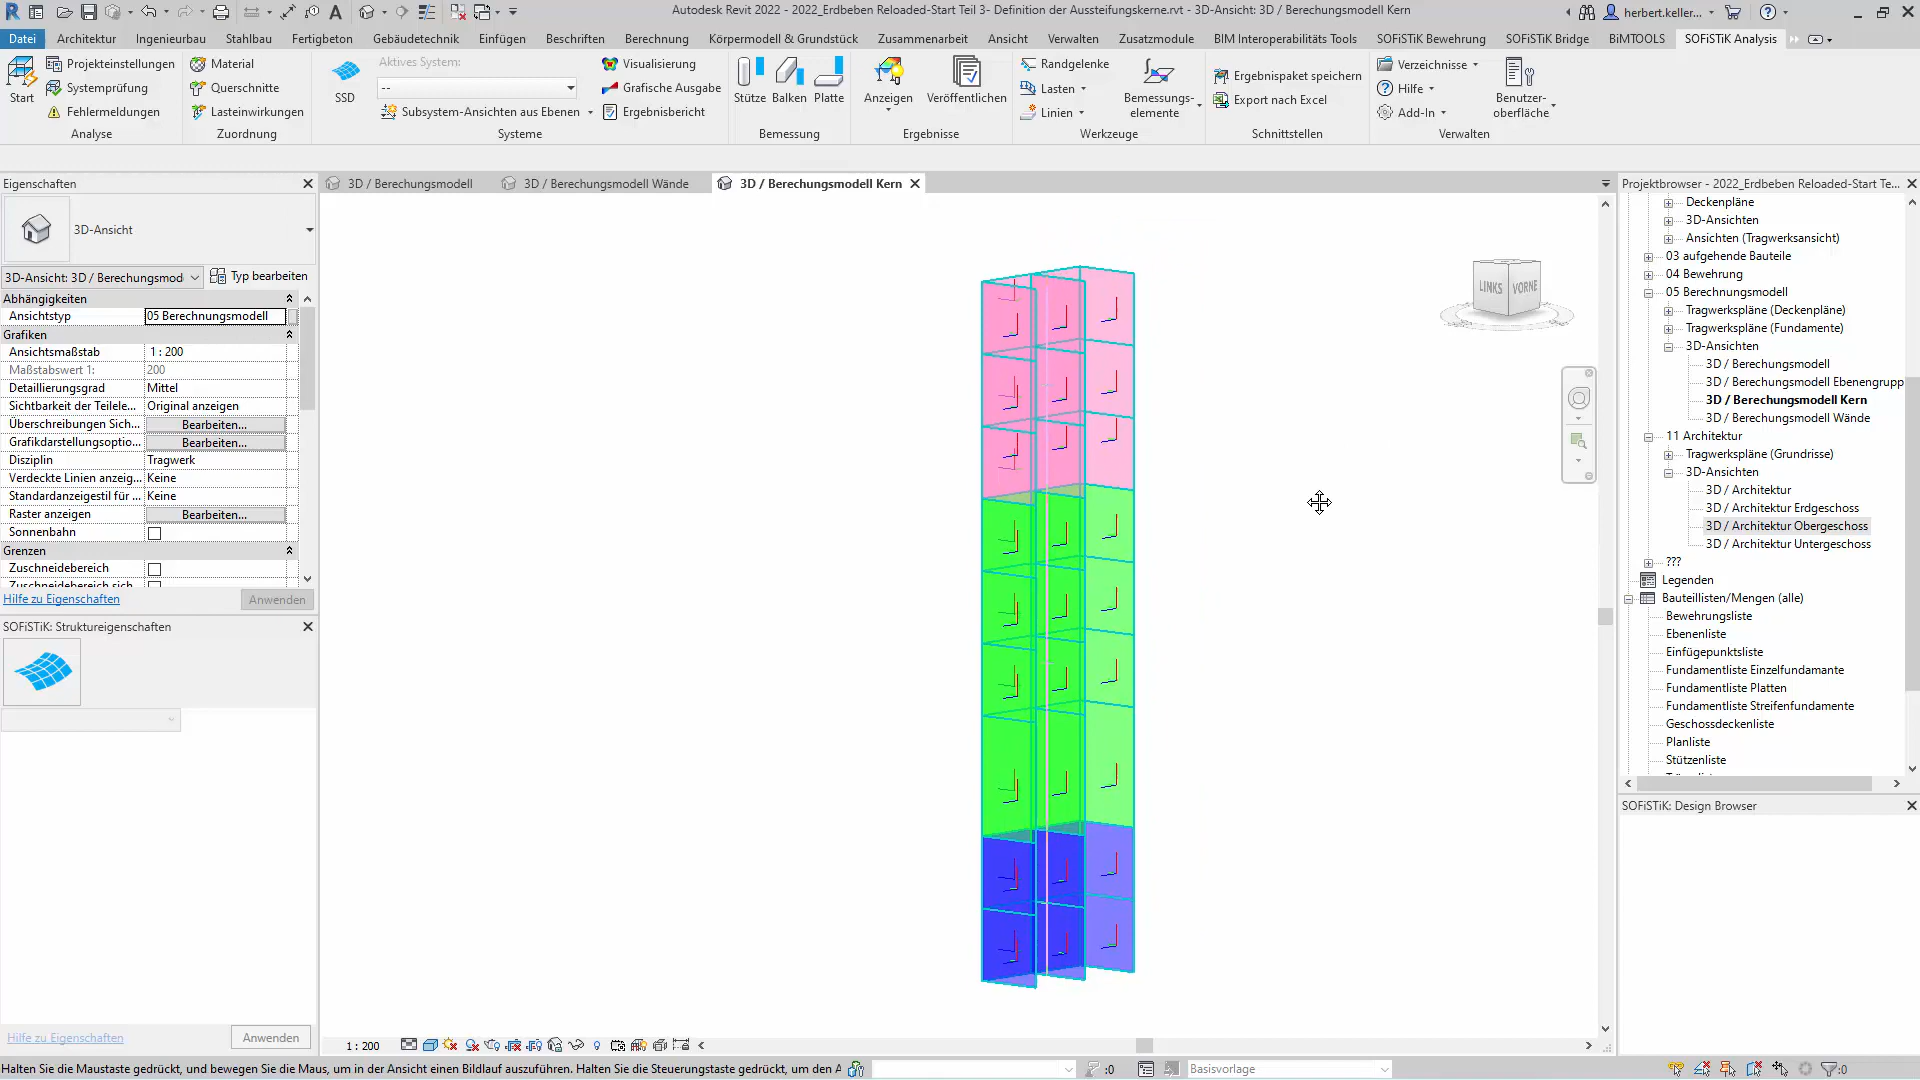 Autodesk Revit 2022 - 2022_Erdbeben Reloaded-Start Teil 3- Definition der Aussteifungskerne.rvt - 3D-Ansicht: 3D / Berechungsmodell Kern
herbert.keller...
Datei Architektur Ingenieurbau Stahlbau Fertigbeton Gebäudetechnik Einfügen Beschriften Berechnung Körpermodell & Grundstück Zusammenarbeit Ansicht Verwalten Zusatzmodule BIM Interoperabilitäts Tools SOFiSTiK Bewehrung SOFiSTiK Bridge BiMTOOLS SOFiSTiK Analysis
Start
Projekteinstellungen
Systemprüfung
Fehlermeldungen
Analyse
Material
Querschnitte
Lasteinwirkungen
Zuordnung
SSD
Aktives System:
--
Subsystem-Ansichten aus Ebenen
Visualisierung
Grafische Ausgabe
Ergebnisbericht
Systeme
Stütze Balken Platte
Bemessung
Anzeigen Veröffentlichen
Ergebnisse
Randgelenke
Lasten
Linien
Bemessungs-
elemente
Werkzeuge
Ergebnispaket speichern
Export nach Excel
Schnittstellen
Verzeichnisse
Hilfe
Add-In
Benutzer-
oberfläche
Verwalten
Eigenschaften
3D-Ansicht
3D-Ansicht: 3D / Berechungsmod
Typ bearbeiten
Abhängigkeiten
Ansichtstyp 05 Berechnungsmodell
Grafiken
Ansichtsmaßstab 1 : 200
Maßstabswert 1: 200
Detaillierungsgrad Mittel
Sichtbarkeit der Teilele... Original anzeigen
Überschreibungen Sich... Bearbeiten...
Grafikdarstellungsoptio... Bearbeiten...
Disziplin Tragwerk
Verdeckte Linien anzeig... Keine
Standardanzeigestil für ... Keine
Raster anzeigen Bearbeiten...
Sonnenbahn
Grenzen
Zuschneidebereich
Zuschneidebereich sich
Hilfe zu Eigenschaften Anwenden
SOFiSTiK: Struktureigenschaften
Hilfe zu Eigenschaften Anwenden
3D / Berechungsmodell 3D / Berechungsmodell Wände 3D / Berechungsmodell Kern
LINKS VORNE
1 : 200
Projektbrowser - 2022_Erdbeben Reloaded-Start Te...
Deckenpläne
3D-Ansichten
Ansichten (Tragwerksansicht)
03 aufgehende Bauteile
04 Bewehrung
05 Berechnungsmodell
Tragwerkspläne (Deckenpläne)
Tragwerkspläne (Fundamente)
3D-Ansichten
3D / Berechungsmodell
3D / Berechungsmodell Ebenengrupp
3D / Berechungsmodell Kern
3D / Berechungsmodell Wände
11 Architektur
Tragwerkspläne (Grundrisse)
3D-Ansichten
3D / Architektur
3D / Architektur Erdgeschoss
3D / Architektur Obergeschoss
3D / Architektur Untergeschoss
???
Legenden
Bauteillisten/Mengen (alle)
Bewehrungsliste
Ebenenliste
Einfügepunktsliste
Fundamentliste Einzelfundamante
Fundamentliste Platten
Fundamentliste Streifenfundamente
Geschossdeckenliste
Planliste
Stützenliste
SOFiSTiK: Design Browser
Halten Sie die Maustaste gedrückt, und bewegen Sie die Maus, um in der Ansicht einen Bildlauf auszuführen. Halten Sie die Steuerungstaste gedrückt, um den A
:0
Basisvorlage
:0